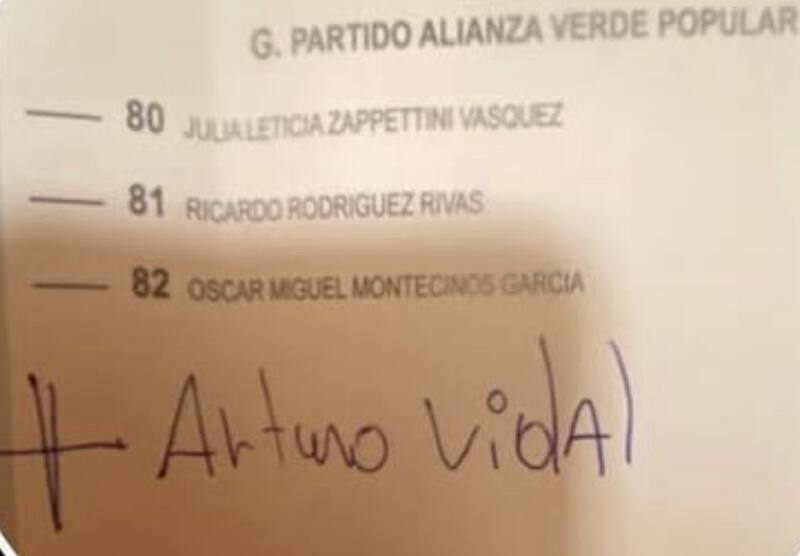 G. PARTIDO ALIANZA VERDE POPULAR
80 JULIA LETICIA ZAPPETTINI VASQUEZ
81 RICARDO RODRIGUEZ RIVAS
82 OSCAR MIGUEL MONTECINOS GARCIA
Arturo Vidal